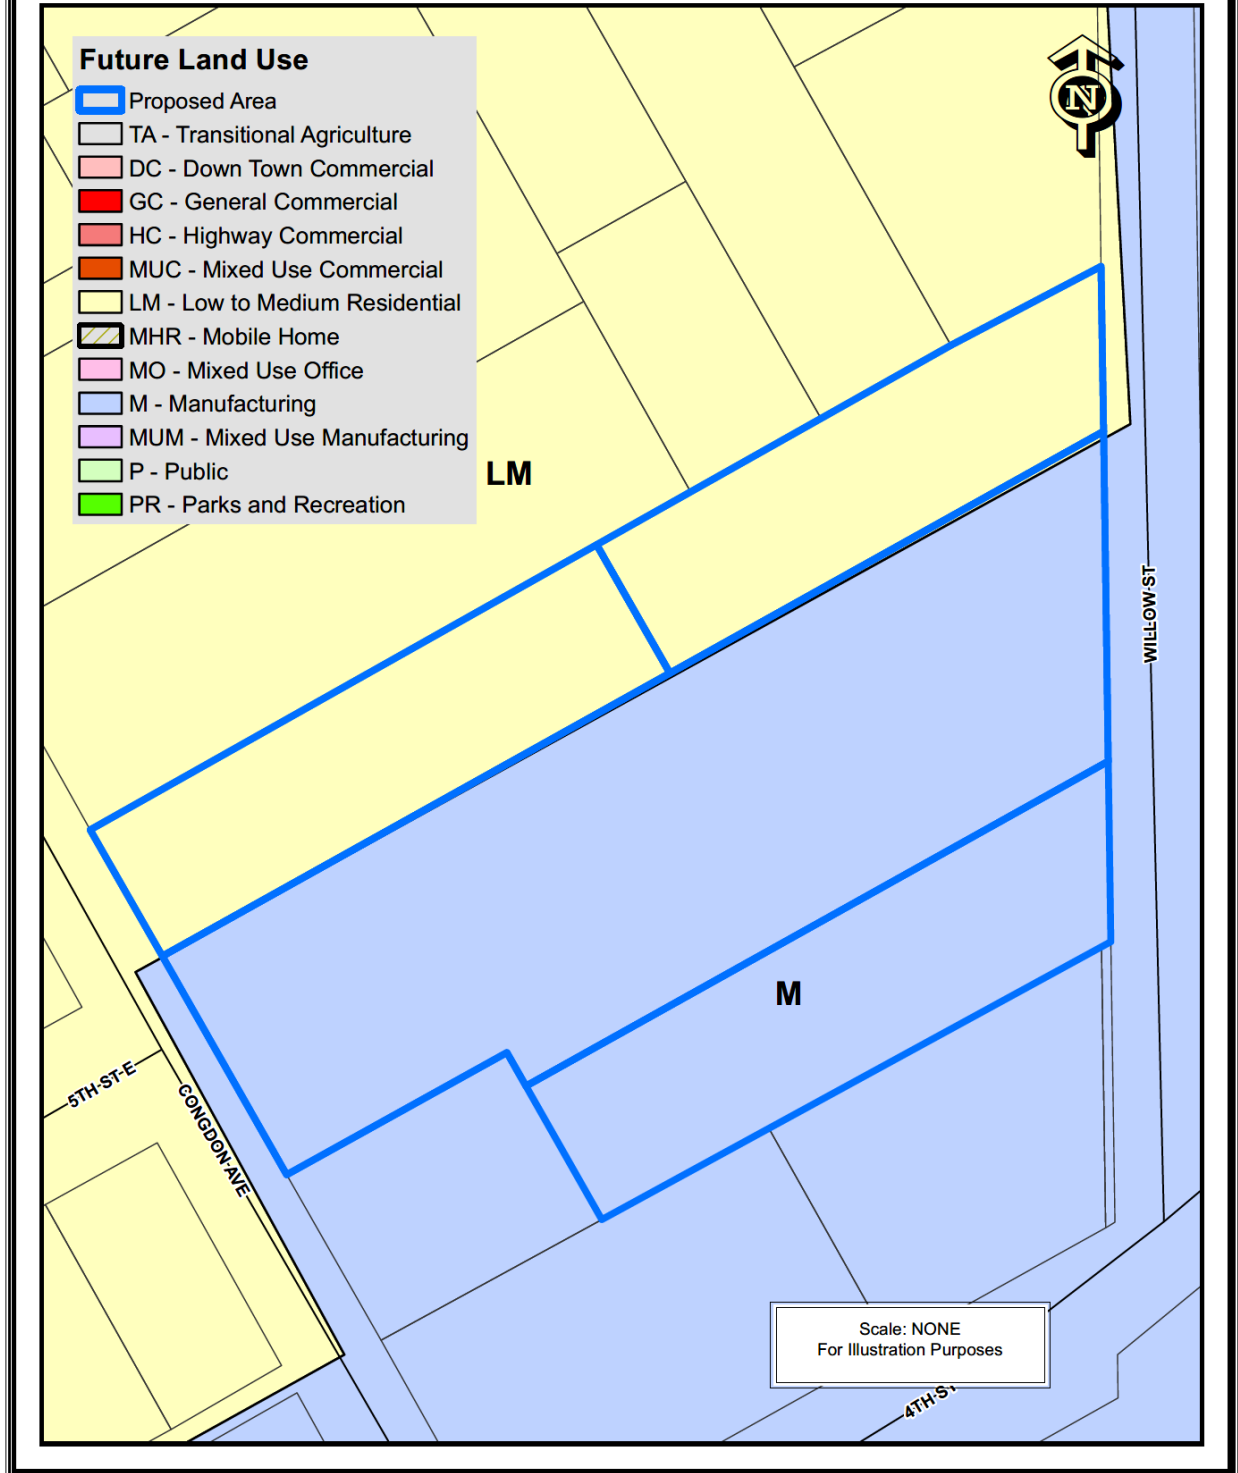 Future Land Use
Proposed Area
TA - Transitional Agriculture
DC - Down Town Commercial
GC - General Commercial
HC - Highway Commercial
MUC - Mixed Use Commercial
LM - Low to Medium Residential
MHR - Mobile Home
MO - Mixed Use Office
M - Manufacturing
MUM - Mixed Use Manufacturing
P - Public
PR - Parks and Recreation
N
LM
WILLOW ST
M
5TH ST E
CONGDON AVE
Scale: NONE
For Illustration Purposes
4TH ST